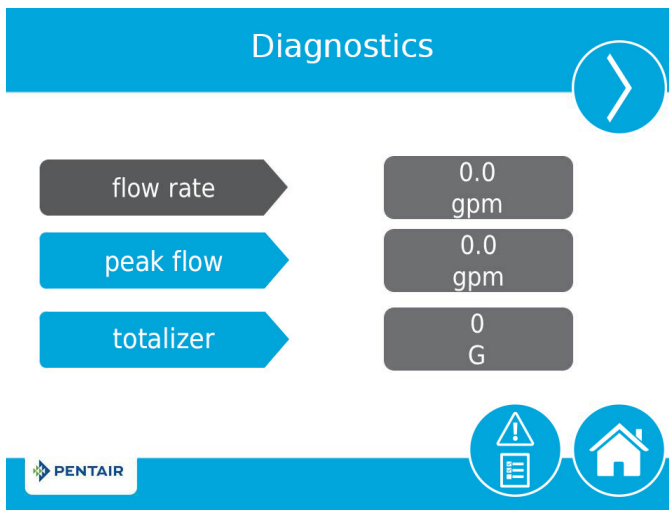 Diagnostics
flow rate
0.0
gpm
peak flow
0.0
gpm
totalizer
0
G
PENTAIR